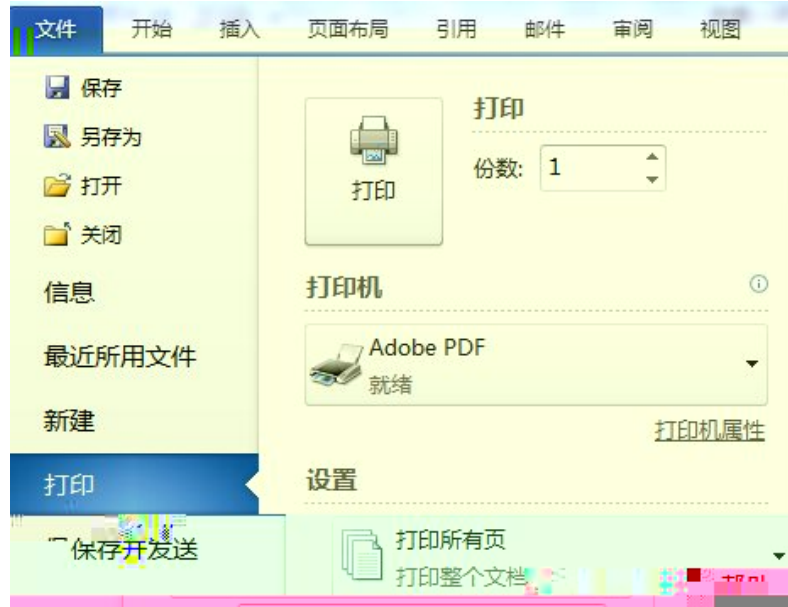 文件 开始 插入 页面布局 引用 邮件 审阅 视图
保存
另存为
打开
关闭
信息
最近所用文件
新建
打印
保存并发送
打印
打印
份数: 1
打印机
Adobe PDF
就绪
打印机属性
设置
打印所有页
打印整个文档